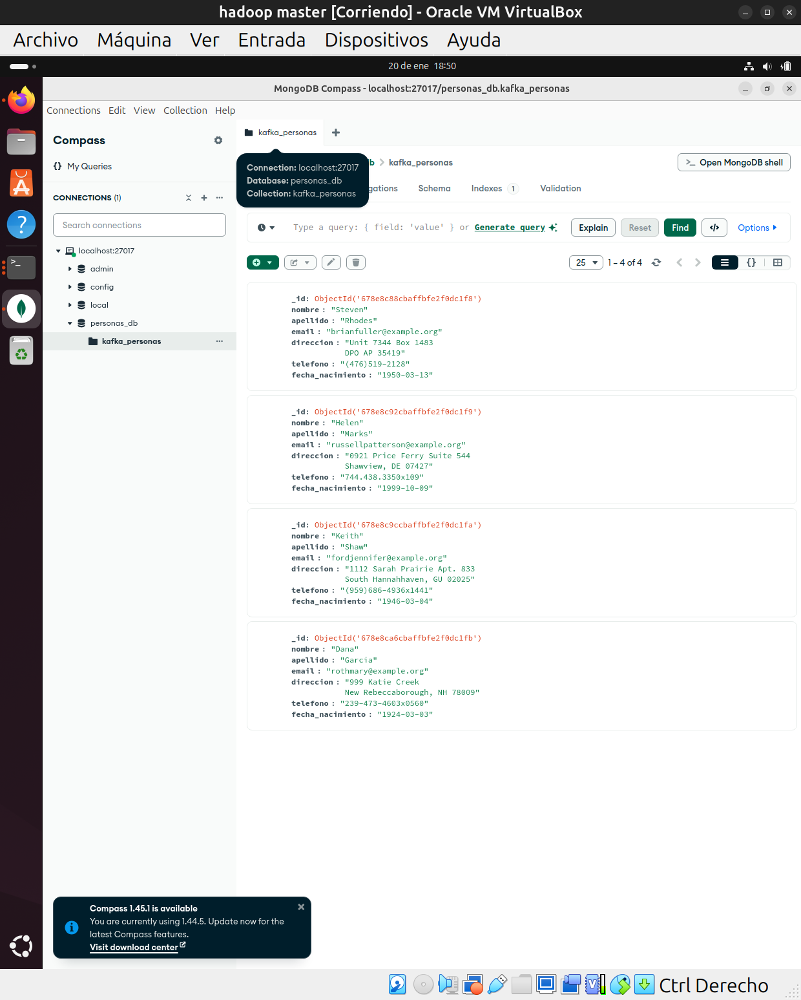 hadoop master [Corriendo] - Oracle VM VirtualBox
Archivo Máquina Ver Entrada Dispositivos Ayuda
20 de ene 18:50
MongoDB Compass - localhost:27017/personas_db.kafka_personas
Connections Edit View Collection Help
Compass
{} My Queries
CONNECTIONS (1)
Search connections
localhost:27017
admin
config
local
personas_db
kafka_personas
kafka_personas
Connection: localhost:27017
Database: personas_db
Collection: kafka_personas
db > kafka_personas
Open MongoDB shell
gations Schema Indexes 1 Validation
Type a query: { field: 'value' } or Generate query
Explain Reset Find </> Options
25 1 – 4 of 4 {}
_id: ObjectId('678e8c88cbaffbfe2f0dc1f8')
nombre : "Steven"
apellido : "Rhodes"
email : "brianfuller@example.org"
direccion : "Unit 7344 Box 1483
DPO AP 35419"
telefono : "(476)519-2128"
fecha_nacimiento : "1950-03-13"
_id: ObjectId('678e8c92cbaffbfe2f0dc1f9')
nombre : "Helen"
apellido : "Marks"
email : "russellpatterson@example.org"
direccion : "0921 Price Ferry Suite 544
Shawview, DE 07427"
telefono : "744.438.3350x109"
fecha_nacimiento : "1999-10-09"
_id: ObjectId('678e8c9ccbaffbfe2f0dc1fa')
nombre : "Keith"
apellido : "Shaw"
email : "fordjennifer@example.org"
direccion : "1112 Sarah Prairie Apt. 833
South Hannahhaven, GU 02025"
telefono : "(959)686-4936x1441"
fecha_nacimiento : "1946-03-04"
_id: ObjectId('678e8ca6cbaffbfe2f0dc1fb')
nombre : "Dana"
apellido : "Garcia"
email : "rothmary@example.org"
direccion : "999 Katie Creek
New Rebeccaborough, NH 78009"
telefono : "239-473-4603x0560"
fecha_nacimiento : "1924-03-03"
Compass 1.45.1 is available
You are currently using 1.44.5. Update now for the
latest Compass features.
Visit download center
Ctrl Derecho